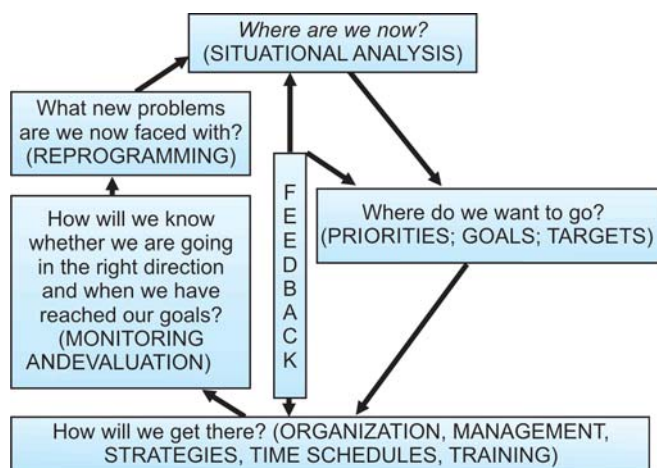 Where are we now?
(SITUATIONAL ANALYSIS)
What new problems
are we now faced with?
(REPROGRAMMING)
How will we know
whether we are going
in the right direction
and when we have
reached our goals?
(MONITORING
ANDEVALUATION)
F
E
E
D
B
A
C
K
Where do we want to go?
(PRIORITIES; GOALS; TARGETS)
How will we get there? (ORGANIZATION, MANAGEMENT,
STRATEGIES, TIME SCHEDULES, TRAINING)